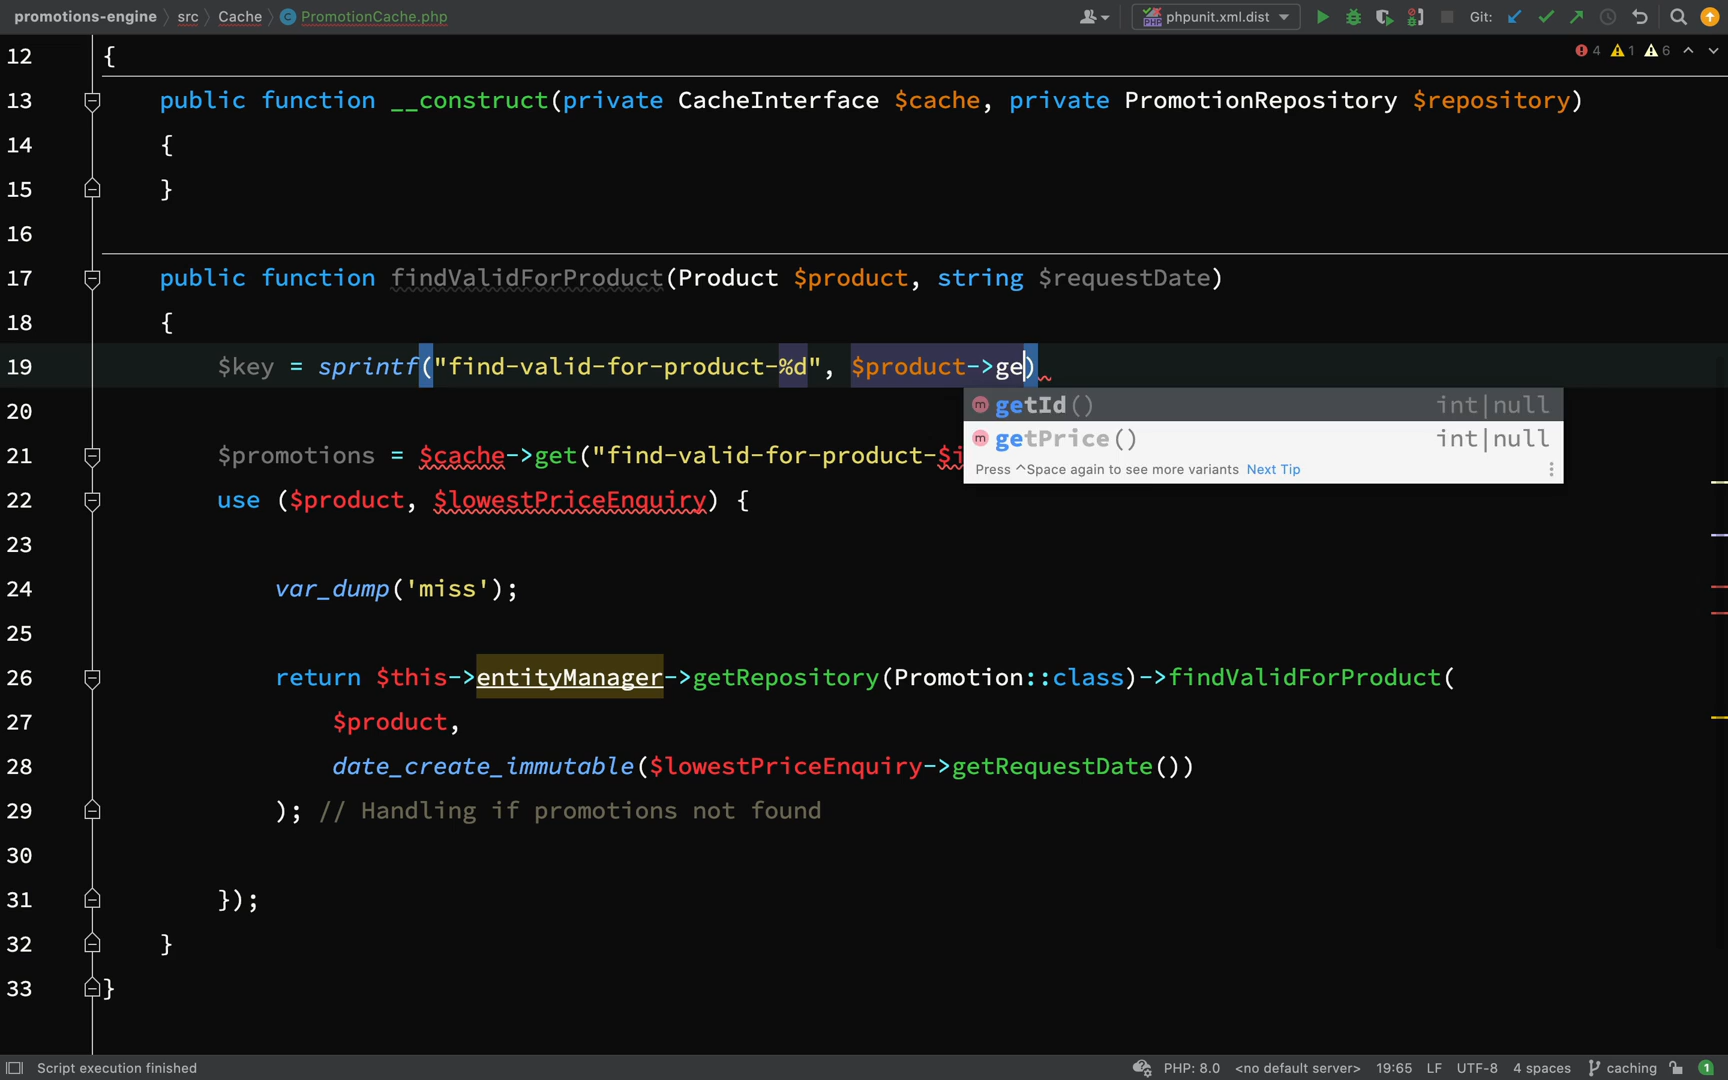 promotions-engine src Cache PromotionCache.php phpunit.xml.dist Git:
4 1 6
12 {
13 public function __construct(private CacheInterface $cache, private PromotionRepository $repository)
14 {
15 }
16
17 public function findValidForProduct(Product $product, string $requestDate)
18 {
19 $key = sprintf("find-valid-for-product-%d", $product->ge)
getId() int|null
getPrice() int|null
Press ^Space again to see more variants Next Tip
20
21 $promotions = $cache->get("find-valid-for-product-$i
22 use ($product, $lowestPriceEnquiry) {
23
24 var_dump('miss');
25
26 return $this->entityManager->getRepository(Promotion::class)->findValidForProduct(
27 $product,
28 date_create_immutable($lowestPriceEnquiry->getRequestDate())
29 ); // Handling if promotions not found
30
31 });
32 }
33 }
Script execution finished PHP: 8.0 <no default server> 19:65 LF UTF-8 4 spaces caching 1